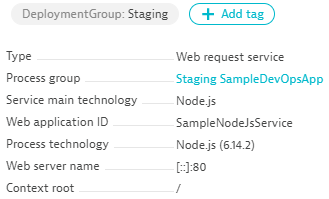 DeploymentGroup: Staging + Add tag
Type Web request service
Process group Staging SampleDevOpsApp
Service main technology Node.js
Web application ID SampleNodeJsService
Process technology Node.js (6.14.2)
Web server name [::]:80
Context root /